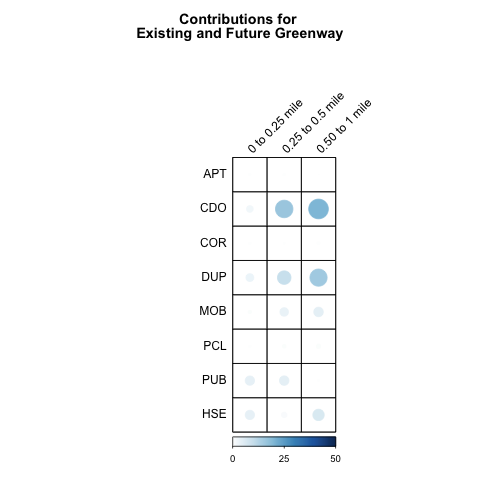 Contributions for
Existing and Future Greenway
0 to 0.25 mile
0.25 to 0.5 mile
0.50 to 1 mile
APT
CDO
COR
DUP
MOB
PCL
PUB
HSE
0 25 50